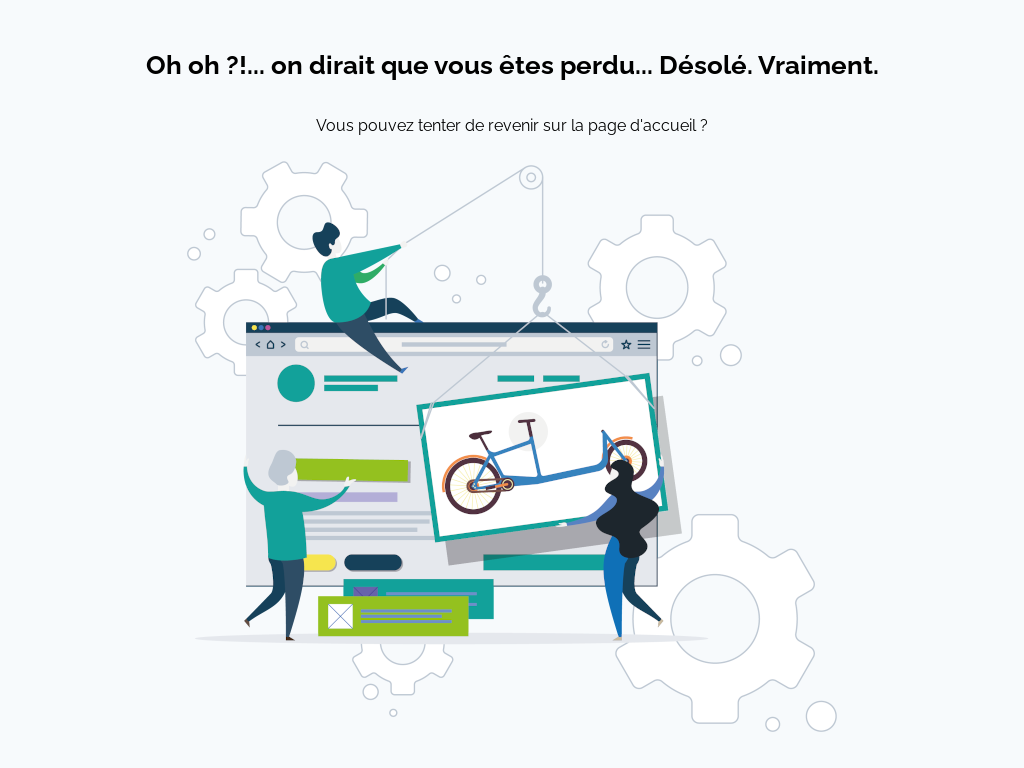 Oh oh ?!... on dirait que vous êtes perdu... Désolé. Vraiment.
Vous pouvez tenter de revenir sur la page d'accueil ?